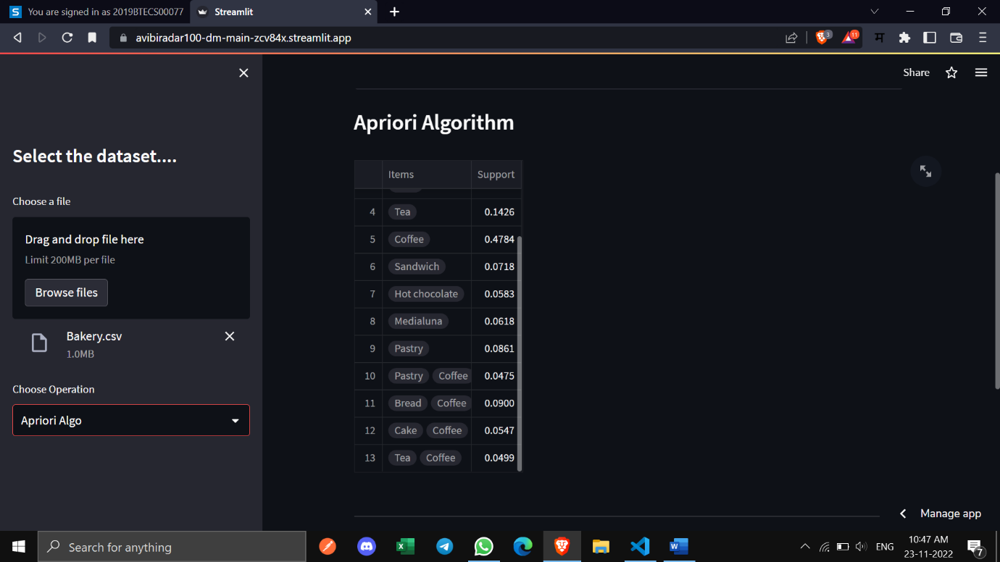 You are signed in as 2019BTECS00077
Streamlit
avibiradar100-dm-main-zcv84x.streamlit.app
3
11
म
Share
Select the dataset....
Choose a file
Drag and drop file here
Limit 200MB per file
Browse files
Bakery.csv
1.0MB
Choose Operation
Apriori Algo
Apriori Algorithm
Items Support
4 Tea 0.1426
5 Coffee 0.4784
6 Sandwich 0.0718
7 Hot chocolate 0.0583
8 Medialuna 0.0618
9 Pastry 0.0861
10 Pastry Coffee 0.0475
11 Bread Coffee 0.0900
12 Cake Coffee 0.0547
13 Tea Coffee 0.0499
Manage app
Search for anything
ENG
10:47 AM
23-11-2022
7